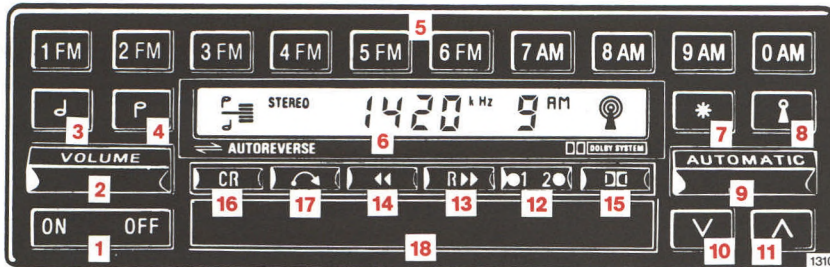 5
1 FM 2 FM 3 FM 4 FM 5 FM 6 FM 7 AM 8 AM 9 AM 0 AM
STEREO 1420 kHz 9 AM
3 4 6 7 8
AUTOREVERSE DOLBY SYSTEM
VOLUME AUTOMATIC
2 9
CR R 1 2
16 17 14 13 12 15
ON OFF
1 18 10 11
1310